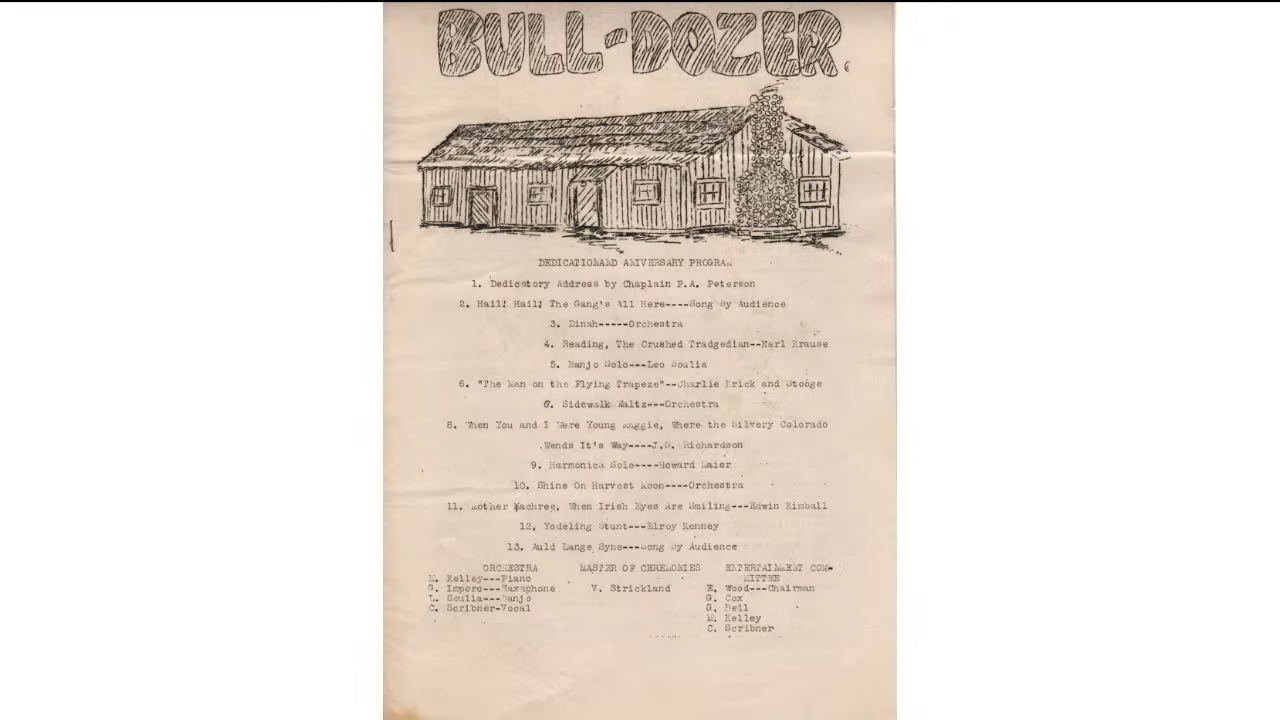 BULL-DOZER
DEDICATIONAND ANIVERSARY PROGRAM
1. Dedicatory Address by Chaplain P.A. Peterson
2. Hail! Hail! The Gang's All Here----Song By Audience
3. Dinah-----Orchestra
4. Reading, The Crushed Tradgedian--Karl Krause
5. Banjo Solo---Leo Soulia
6. "The Man on the Flying Trapeze"--Charlie Brick and Stooge
6. Sidewalk Waltz---Orchestra
8. When You and I Were Young Maggie, Where the Silvery Colorado
Wends It's Way----J.G. Richardson
9. Harmonica Solo----Howard Maier
10. Shine On Harvest Moon----Orchestra
11. Mother Machree, When Irish Eyes Are Smiling---Edwin Kimball
12, Yodeling Stunt---Elroy Kenney
13. Auld Lange Syne---Song By Audience
ORCHESTRA MASTER OF CEREMONIES ENTERTAINMENT COM-
MITTEE
M. Kelley---Piano
G. Impero---Saxaphone V. Strickland E. Wood---Chairman
L. Soulia---Banjo G. Cox
C. Scribner-Vocal G. Bell
M. Kelley
C. Scribner